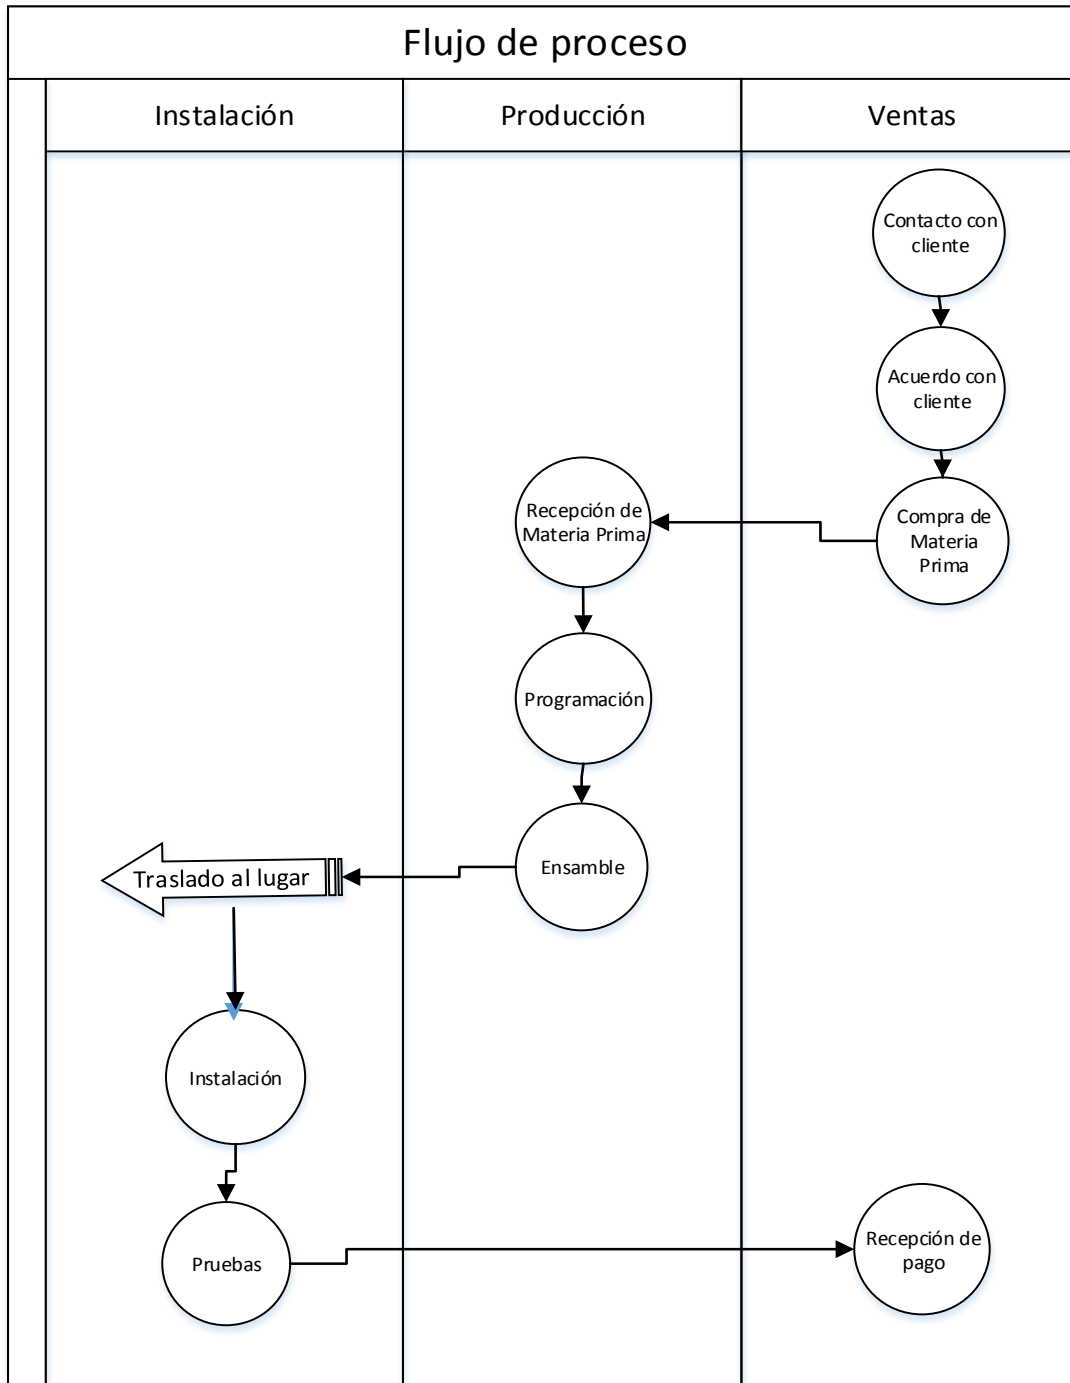 Flujo de proceso
Instalación
Producción
Ventas
Contacto con
cliente
Acuerdo con
cliente
Compra de
Materia
Prima
Recepción de
Materia Prima
Programación
Ensamble
Traslado al lugar
Instalación
Pruebas
Recepción de
pago